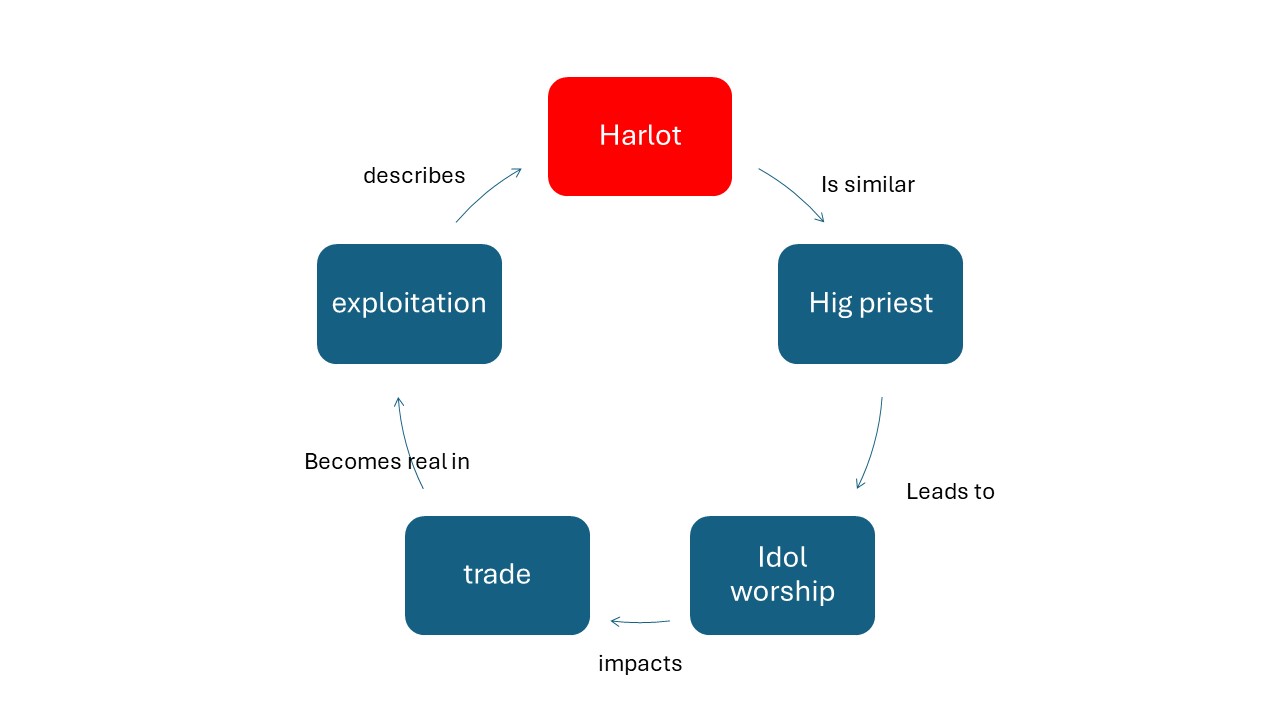 Harlot
describes
Is similar
exploitation
Hig priest
Becomes real in
Leads to
trade
Idol
worship
impacts